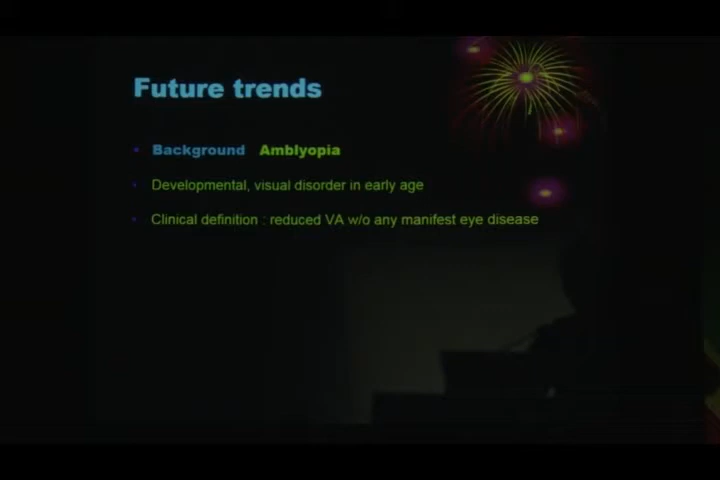 Future trends
Background Amblyopia
Developmental, visual disorder in early age
Clinical definition : reduced VA w/o any manifest eye disease